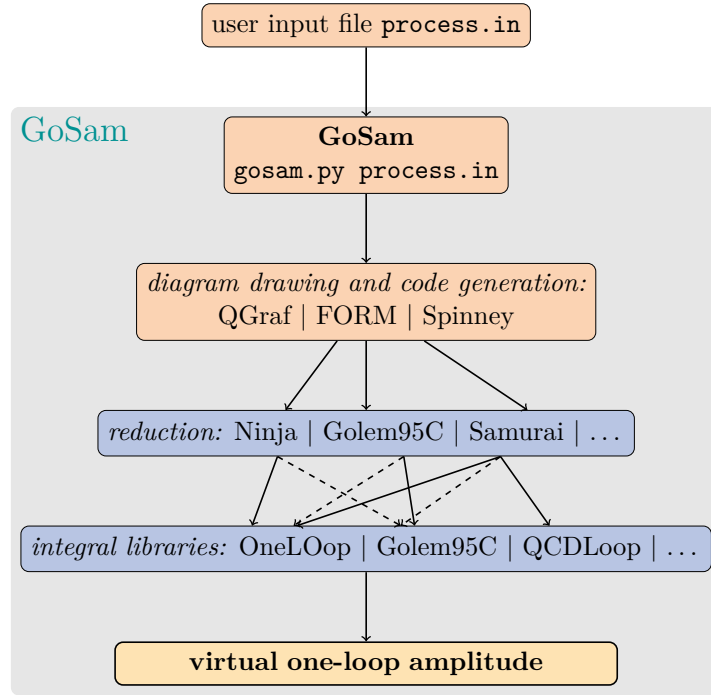 user input file process.in
GoSam
GoSam
gosam.py process.in
diagram drawing and code generation:
QGraf | FORM | Spinney
reduction: Ninja | Golem95C | Samurai | ...
integral libraries: OneLOop | Golem95C | QCDLoop | ...
virtual one-loop amplitude